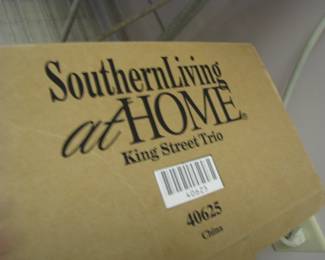 SouthernLiving
at HOME®
King Street Trio
40625
40625
China